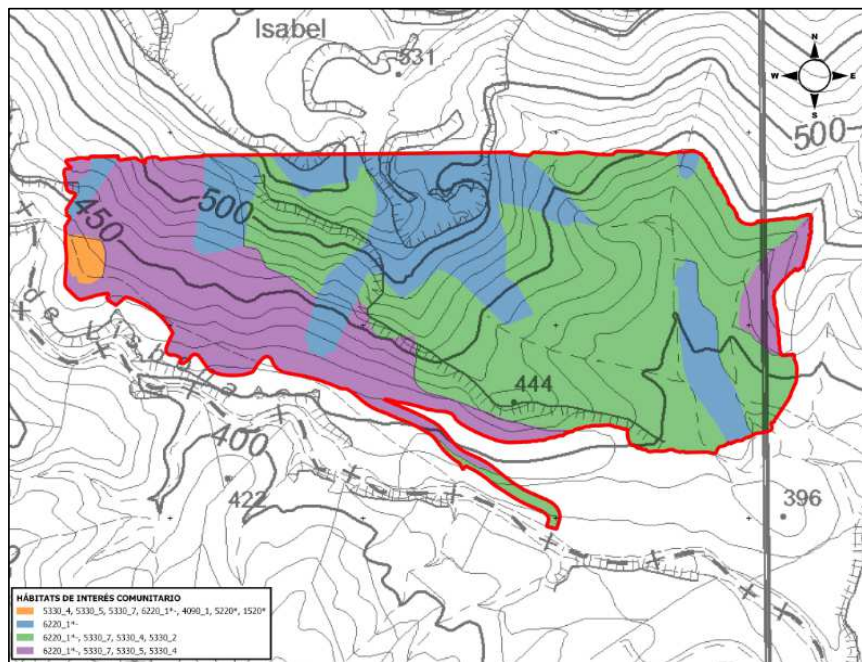 Isabel
531
N
W E
S
500
450
500
de Lisbona
444
400
422
396
HÁBITATS DE INTERÉS COMUNITARIO
5330_4, 5330_5, 5330_7, 6220_1*-, 4090_1, 5220*, 1520*
6220_1*-
6220_1*-, 5330_7, 5330_4, 5330_2
6220_1*-, 5330_7, 5330_5, 5330_4